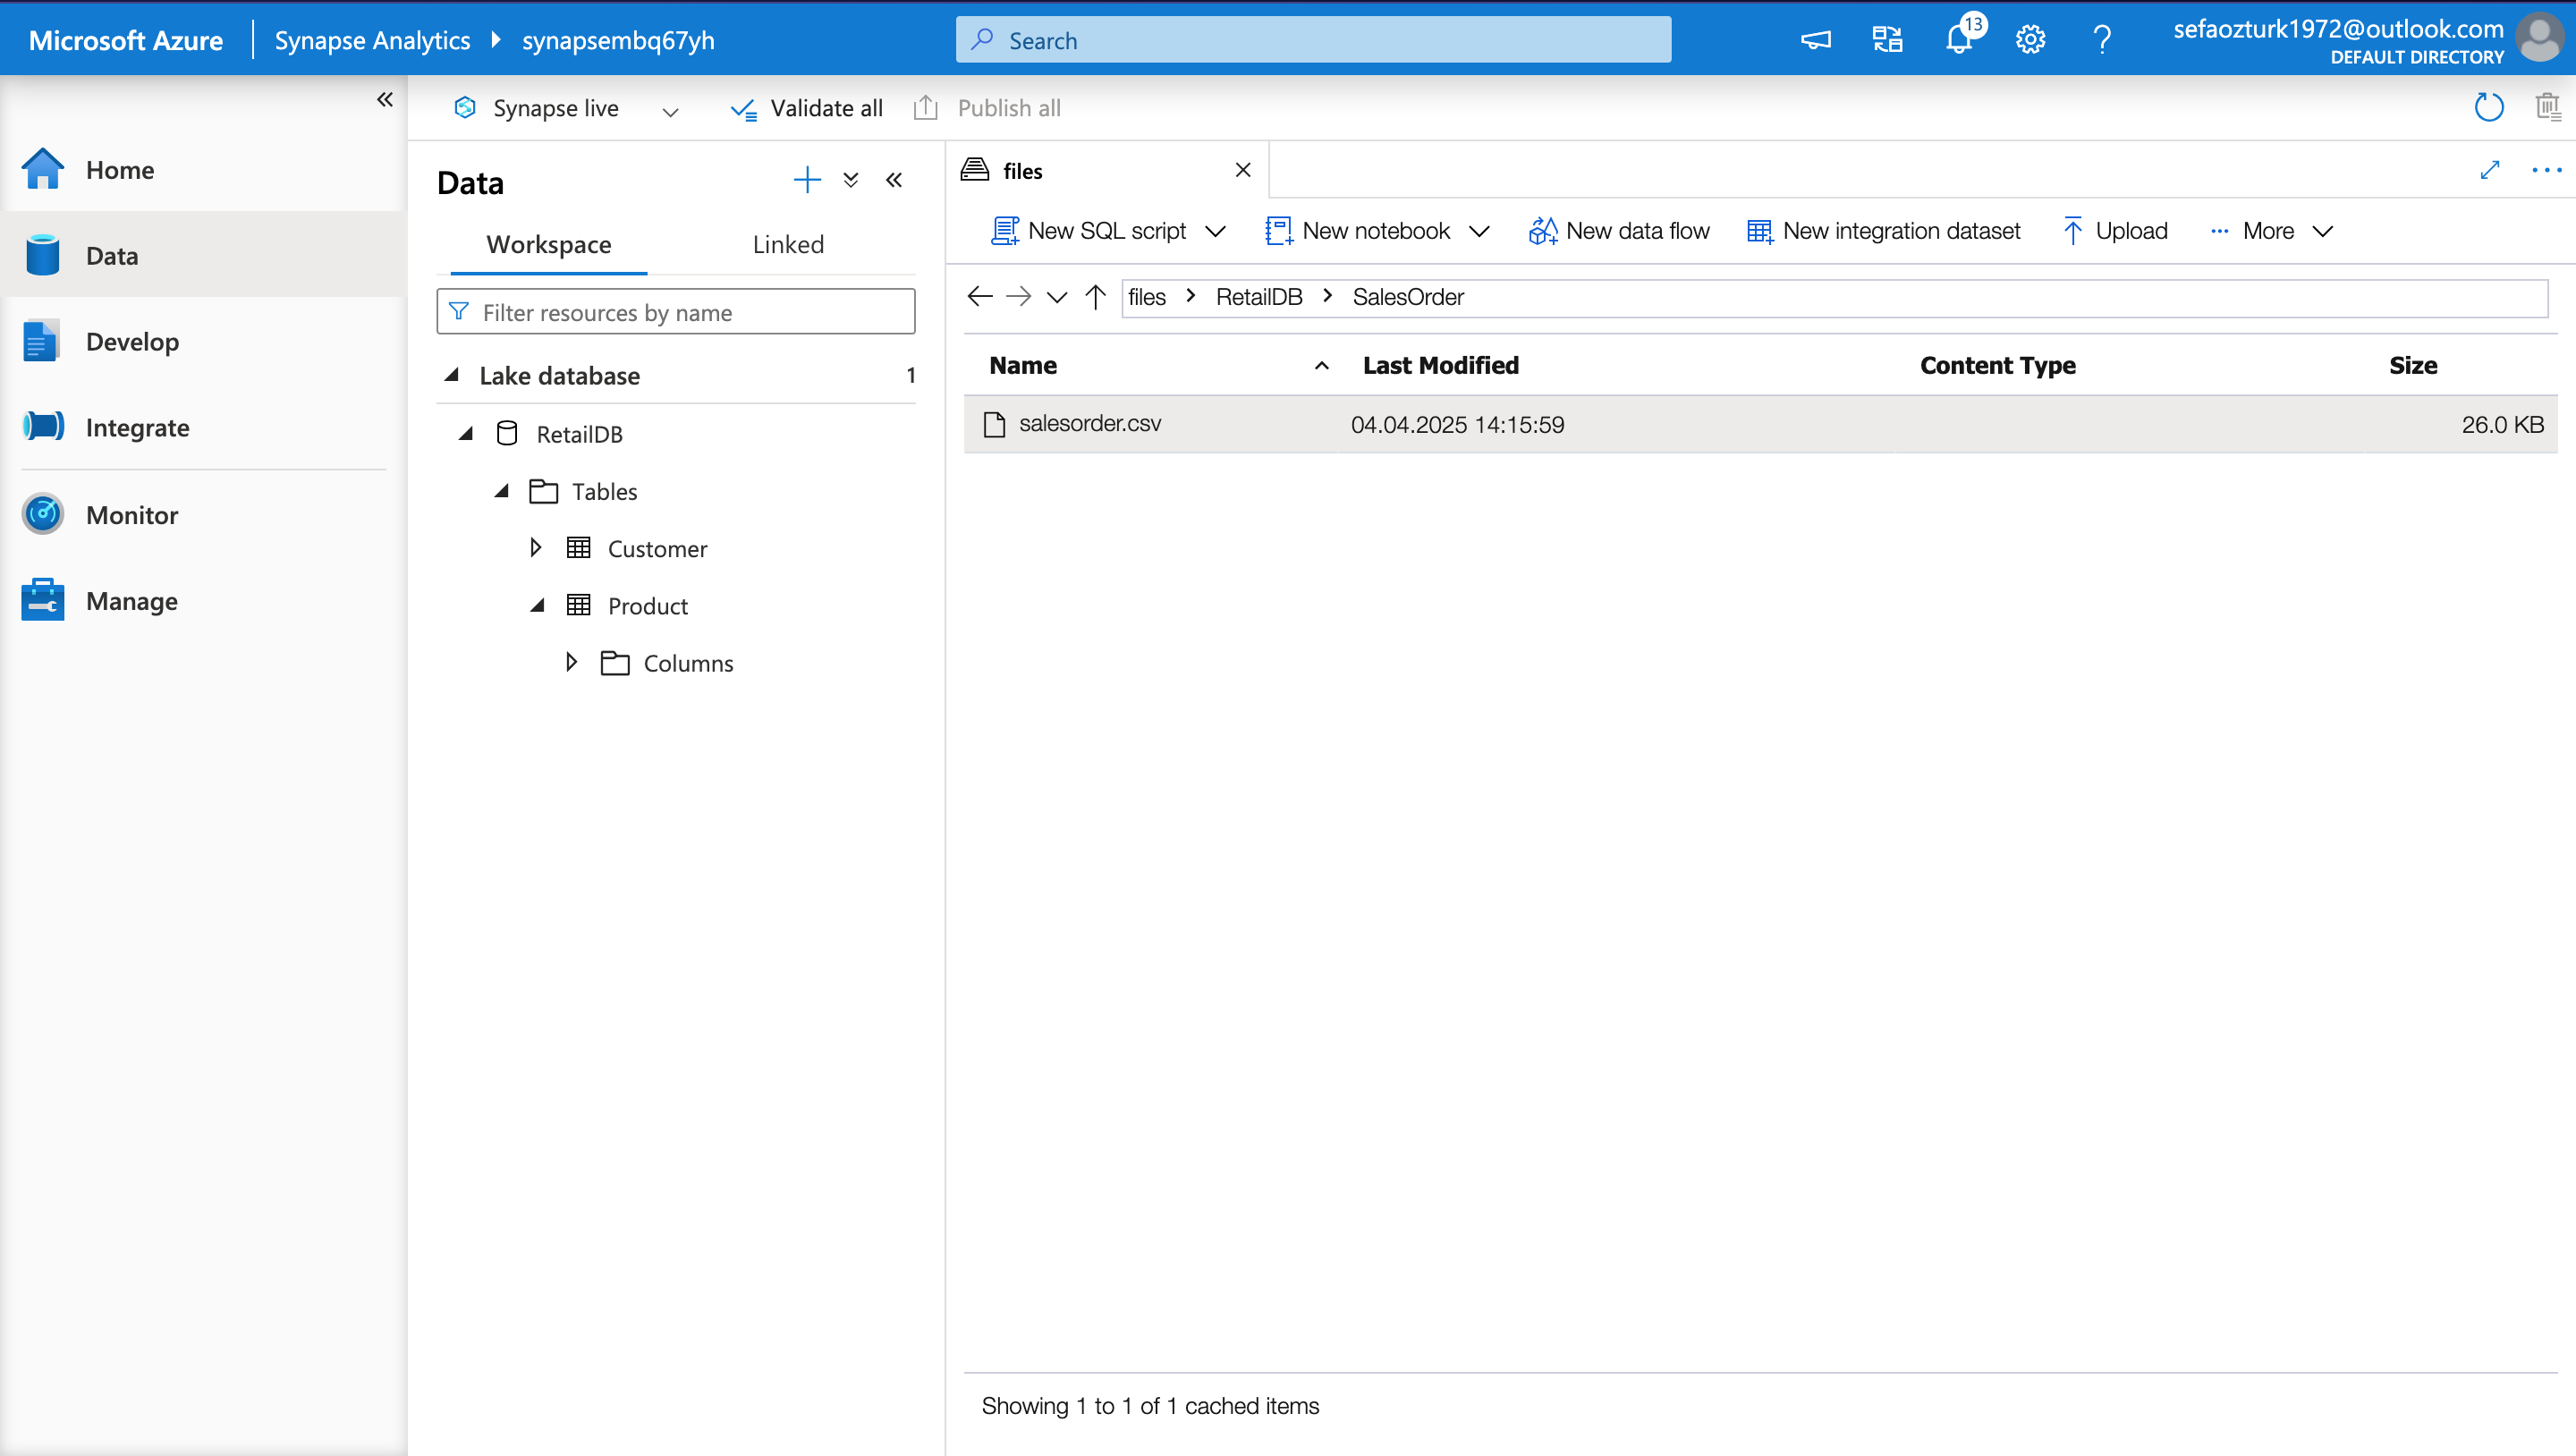 Microsoft Azure
Synapse Analytics
synapsembq67yh
Search
13
sefaozturk1972@outlook.com
DEFAULT DIRECTORY
Synapse live
Validate all
Publish all
Home
Data
Develop
Integrate
Monitor
Manage
Data
Workspace
Linked
Filter resources by name
Lake database
1
RetailDB
Tables
Customer
Product
Columns
files
New SQL script
New notebook
New data flow
New integration dataset
Upload
More
files
RetailDB
SalesOrder
Name
Last Modified
Content Type
Size
salesorder.csv
04.04.2025 14:15:59
26.0 KB
Showing 1 to 1 of 1 cached items